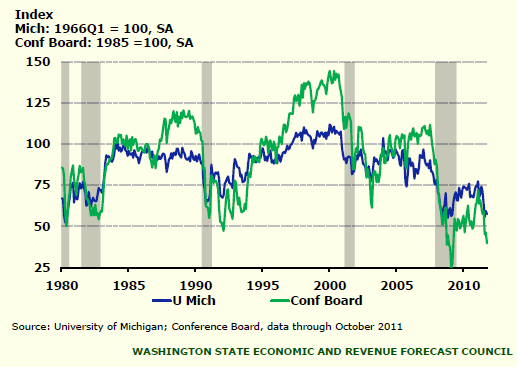 Index
Mich: 1966Q1 = 100, SA
Conf Board: 1985 =100, SA
150
125
100
75
50
25
1980 1985 1990 1995 2000 2005 2010
U Mich Conf Board
Source: University of Michigan; Conference Board, data through October 2011
WASHINGTON STATE ECONOMIC AND REVENUE FORECAST COUNCIL